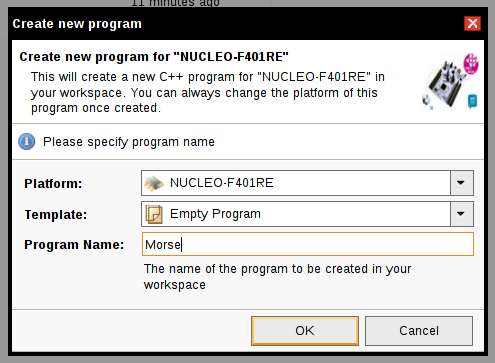 11 minutes ago
Create new program
Create new program for "NUCLEO-F401RE"
This will create a new C++ program for "NUCLEO-F401RE" in
your workspace. You can always change the platform of this
program once created.
Please specify program name
Platform: NUCLEO-F401RE
Template: Empty Program
Program Name: Morse
The name of the program to be created in your
workspace
OK Cancel